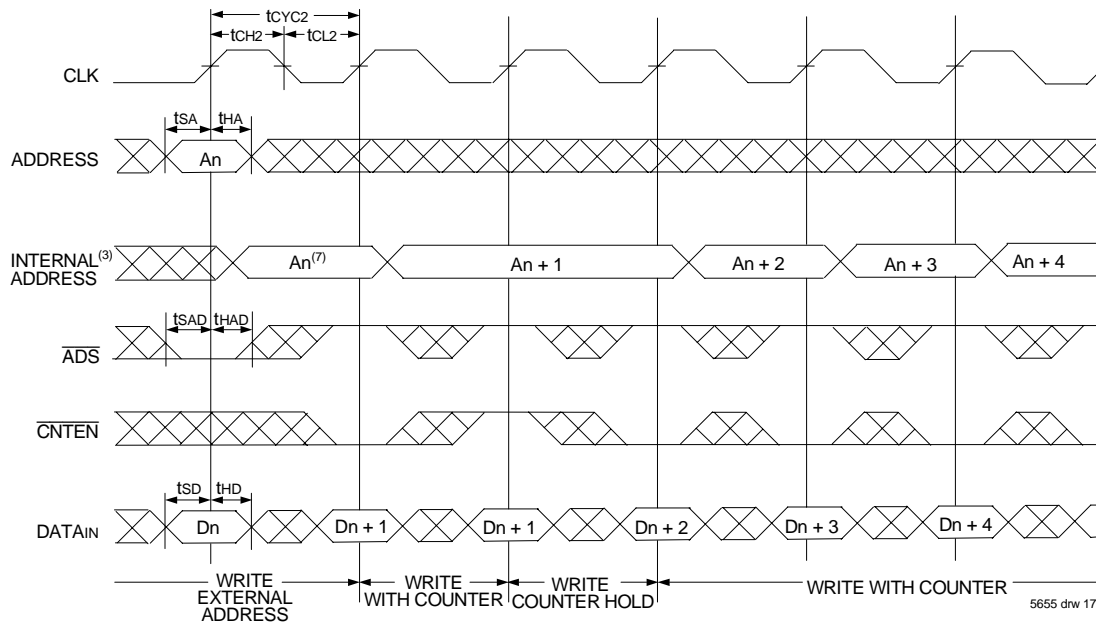 tCYC2
tCH2 tCL2
CLK
tSA tHA
ADDRESS An
INTERNAL(3) ADDRESS An(7) An + 1 An + 2 An + 3 An + 4
tSAD tHAD
ADS
CNTEN
tSD tHD
DATAIN Dn Dn + 1 Dn + 1 Dn + 2 Dn + 3 Dn + 4
WRITE EXTERNAL ADDRESS
WRITE WITH COUNTER
WRITE COUNTER HOLD
WRITE WITH COUNTER
5655 drw 17